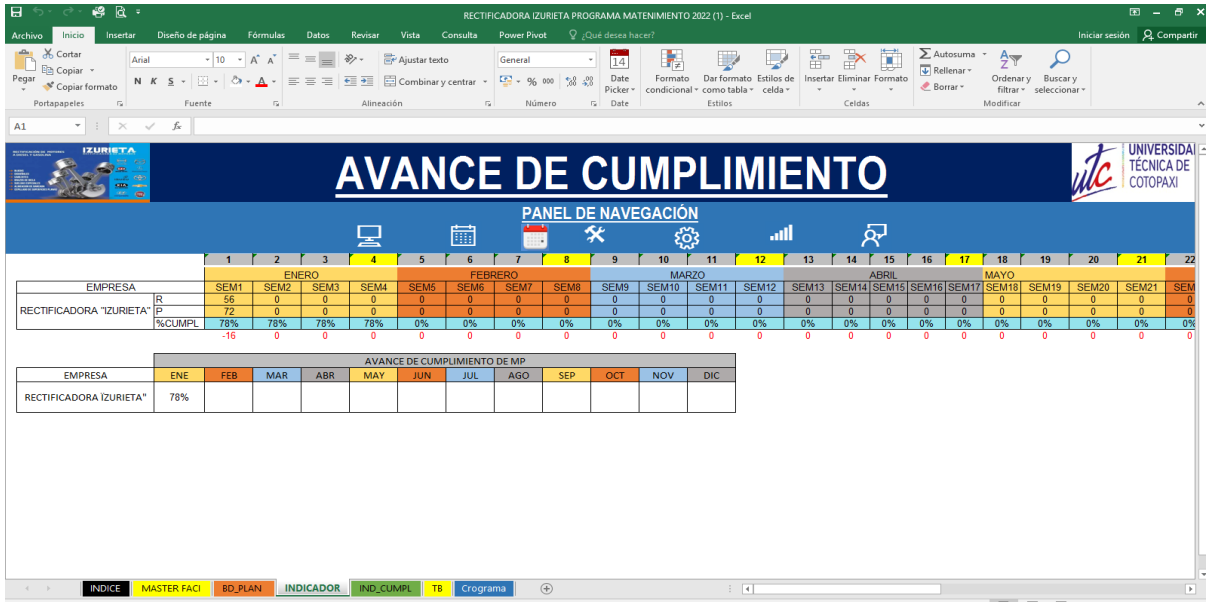 RECTIFICADORA IZURIETA PROGRAMA MATENIMIENTO 2022 (1) - Excel
Archivo Inicio Insertar Diseño de página Fórmulas Datos Revisar Vista Consulta Power Pivot ¿Qué desea hacer? Iniciar sesión Compartir
Cortar
Copiar
Copiar formato
Pegar
Arial 10
N K S
Ajustar texto
Combinar y centrar
General
% 000
14
Date Picker
Formato condicional
Dar formato como tabla
Estilos de celda
Insertar Eliminar Formato
Autosuma
Rellenar
Borrar
Ordenar y filtrar
Buscar y seleccionar
Portapapeles Fuente Alineación Número Date Estilos Celdas Modificar
A1 fx
IZURIETA
AVANCE DE CUMPLIMIENTO
utc
UNIVERSIDAD
TÉCNICA DE
COTOPAXI
PANEL DE NAVEGACIÓN
1 2 3 4 5 6 7 8 9 10 11 12 13 14 15 16 17 18 19 20 21 22
ENERO FEBRERO MARZO ABRIL MAYO
EMPRESA SEM1 SEM2 SEM3 SEM4 SEM5 SEM6 SEM7 SEM8 SEM9 SEM10 SEM11 SEM12 SEM13 SEM14 SEM15 SEM16 SEM17 SEM18 SEM19 SEM20 SEM21 SEM
RECTIFICADORA "IZURIETA"
R 56 0 0 0 0 0 0 0 0 0 0 0 0 0 0 0 0 0 0 0 0 0
P 72 0 0 0 0 0 0 0 0 0 0 0 0 0 0 0 0 0 0 0 0 0
%CUMPL 78% 78% 78% 78% 0% 0% 0% 0% 0% 0% 0% 0% 0% 0% 0% 0% 0% 0% 0% 0% 0% 0%
-16 0 0 0 0 0 0 0 0 0 0 0 0 0 0 0 0 0 0 0 0 0
AVANCE DE CUMPLIMIENTO DE MP
EMPRESA ENE FEB MAR ABR MAY JUN JUL AGO SEP OCT NOV DIC
RECTIFICADORA ÏZURIETA" 78%
INDICE MASTER FACI BD_PLAN INDICADOR IND_CUMPL TB Crograma